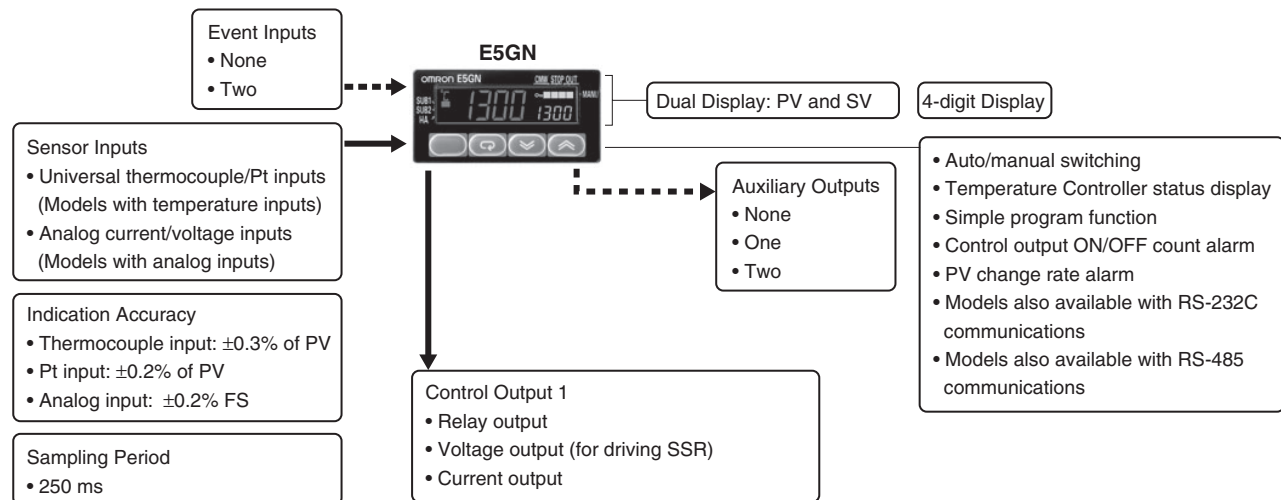 Event Inputs
• None
• Two
E5GN
OMRON E5GN
CMW STOP OUT
MANU
SUB1
SUB2
HA
1300
1300
Dual Display: PV and SV
4-digit Display
Sensor Inputs
• Universal thermocouple/Pt inputs
(Models with temperature inputs)
• Analog current/voltage inputs
(Models with analog inputs)
Auxiliary Outputs
• None
• One
• Two
• Auto/manual switching
• Temperature Controller status display
• Simple program function
• Control output ON/OFF count alarm
• PV change rate alarm
• Models also available with RS-232C
communications
• Models also available with RS-485
communications
Indication Accuracy
• Thermocouple input: ±0.3% of PV
• Pt input: ±0.2% of PV
• Analog input: ±0.2% FS
Control Output 1
• Relay output
• Voltage output (for driving SSR)
• Current output
Sampling Period
• 250 ms